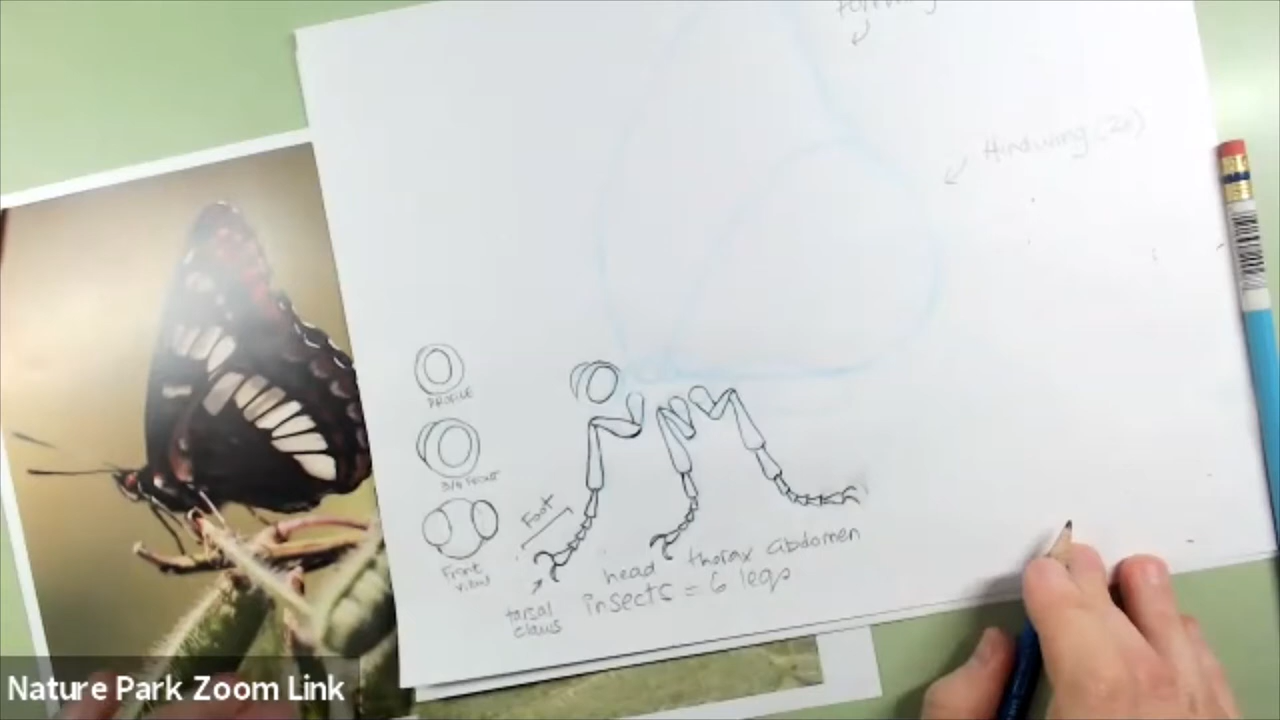 Hindwing (2x)
PROFILE
3/4 FRONT
Front
view
Foot
tarsal
claws
head thorax abdomen
insects = 6 legs
Nature Park Zoom Link